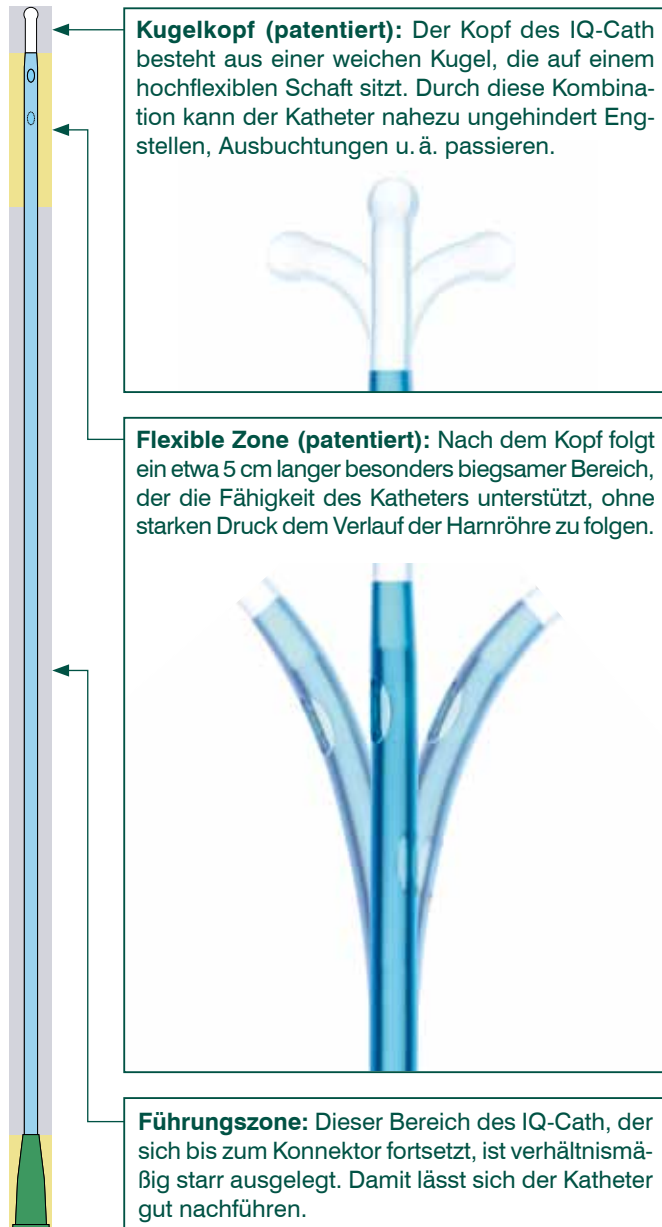 Kugelkopf (patentiert): Der Kopf des IQ-Cath
besteht aus einer weichen Kugel, die auf einem
hochflexiblen Schaft sitzt. Durch diese Kombina-
tion kann der Katheter nahezu ungehindert Eng-
stellen, Ausbuchtungen u. ä. passieren.
Flexible Zone (patentiert): Nach dem Kopf folgt
ein etwa 5 cm langer besonders biegsamer Bereich,
der die Fähigkeit des Katheters unterstützt, ohne
starken Druck dem Verlauf der Harnröhre zu folgen.
Führungszone: Dieser Bereich des IQ-Cath, der
sich bis zum Konnektor fortsetzt, ist verhältnismä-
ßig starr ausgelegt. Damit lässt sich der Katheter
gut nachführen.